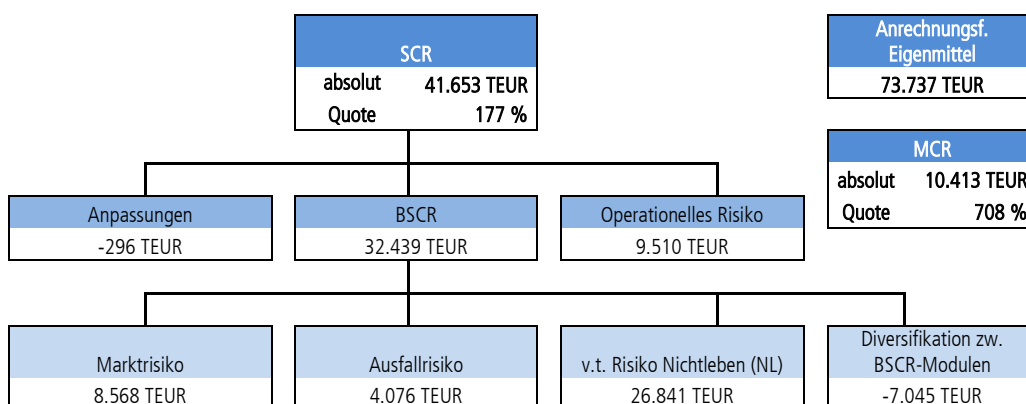 SCR
absolut 41.653 TEUR
Quote 177 %
Anrechnungsf.
Eigenmittel
73.737 TEUR
MCR
absolut 10.413 TEUR
Quote 708 %
Anpassungen
-296 TEUR
BSCR
32.439 TEUR
Operationelles Risiko
9.510 TEUR
Marktrisiko
8.568 TEUR
Ausfallrisiko
4.076 TEUR
v.t. Risiko Nichtleben (NL)
26.841 TEUR
Diversifikation zw.
BSCR-Modulen
-7.045 TEUR